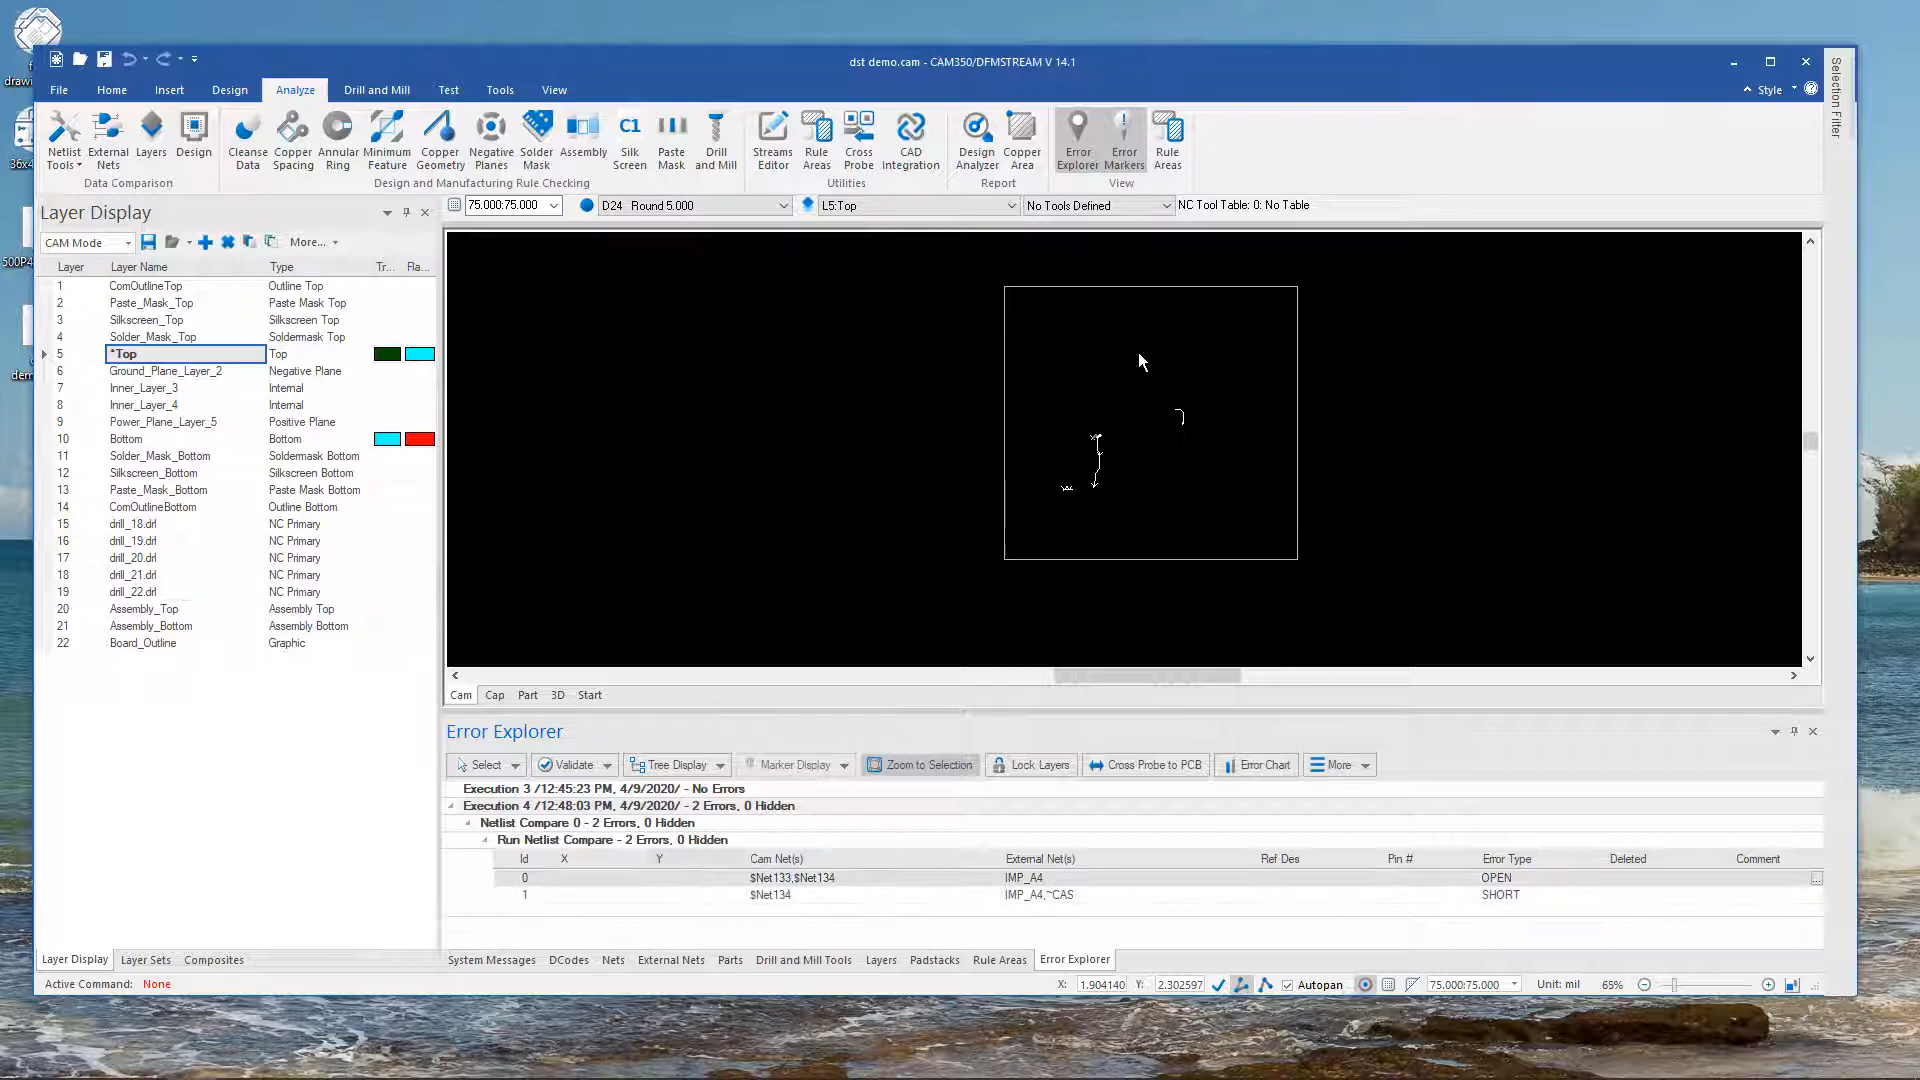 dst demo.cam - CAM350/DFMSTREAM V 14.1
File Home Insert Design Analyze Drill and Mill Test Tools View Style
Netlist Tools External Nets Layers Design
Data Comparison
Cleanse Data Copper Spacing Annular Ring Minimum Feature Copper Geometry Negative Planes Solder Mask Assembly C1 Silk Screen Paste Mask Drill and Mill
Design and Manufacturing Rule Checking
Streams Editor Rule Areas Cross Probe CAD Integration
Utilities
Design Analyzer Copper Area
Report
Error Explorer Error Markers Rule Areas
View
Selection Filter
75.000:75.000 D24 Round 5.000 L5:Top No Tools Defined NC Tool Table: 0: No Table
Layer Display
CAM Mode More...
Layer Layer Name Type Tr... Fla...
1 ComOutlineTop Outline Top
2 Paste_Mask_Top Paste Mask Top
3 Silkscreen_Top Silkscreen Top
4 Solder_Mask_Top Soldermask Top
5 *Top Top
6 Ground_Plane_Layer_2 Negative Plane
7 Inner_Layer_3 Internal
8 Inner_Layer_4 Internal
9 Power_Plane_Layer_5 Positive Plane
10 Bottom Bottom
11 Solder_Mask_Bottom Soldermask Bottom
12 Silkscreen_Bottom Silkscreen Bottom
13 Paste_Mask_Bottom Paste Mask Bottom
14 ComOutlineBottom Outline Bottom
15 drill_18.drl NC Primary
16 drill_19.drl NC Primary
17 drill_20.drl NC Primary
18 drill_21.drl NC Primary
19 drill_22.drl NC Primary
20 Assembly_Top Assembly Top
21 Assembly_Bottom Assembly Bottom
22 Board_Outline Graphic
Cam Cap Part 3D Start
Error Explorer
Select Validate Tree Display Marker Display Zoom to Selection Lock Layers Cross Probe to PCB Error Chart More
Execution 3 /12:45:23 PM, 4/9/2020/ - No Errors
Execution 4 /12:48:03 PM, 4/9/2020/ - 2 Errors, 0 Hidden
Netlist Compare 0 - 2 Errors, 0 Hidden
Run Netlist Compare - 2 Errors, 0 Hidden
Id X Y Cam Net(s) External Net(s) Ref Des Pin # Error Type Deleted Comment
0 $Net133,$Net134 IMP_A4 OPEN ...
1 $Net134 IMP_A4,~CAS SHORT
Layer Display Layer Sets Composites
System Messages DCodes Nets External Nets Parts Drill and Mill Tools Layers Padstacks Rule Areas Error Explorer
Active Command: None X: 1.904140 Y: 2.302597 Autopan 75.000:75.000 Unit: mil 65%